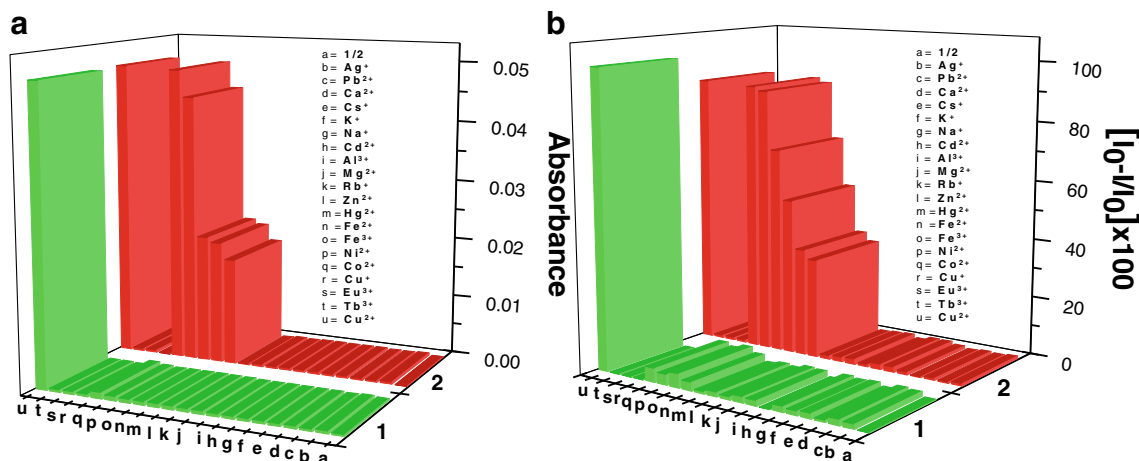 a
a= 1/2
b= Ag⁺
c= Pb²⁺
d= Ca²⁺
e= Cs⁺
f= K⁺
g= Na⁺
h= Cd²⁺
i= Al³⁺
j= Mg²⁺
k= Rb⁺
l= Zn²⁺
m=Hg²⁺
n =Fe²⁺
o= Fe³⁺
p= Ni²⁺
q= Co²⁺
r= Cu⁺
s= Eu³⁺
t= Tb³⁺
u= Cu²⁺
0.05
0.04
0.03
0.02
0.01
0.00
Absorbance
2
1
u t s r q p o n m l k j i h g f e d c b a
b
a= 1/2
b= Ag⁺
c= Pb²⁺
d= Ca²⁺
e= Cs⁺
f= K⁺
g= Na⁺
h= Cd²⁺
i= Al³⁺
j= Mg²⁺
k= Rb⁺
l= Zn²⁺
m=Hg²⁺
n =Fe²⁺
o= Fe³⁺
p= Ni²⁺
q= Co²⁺
r= Cu⁺
s= Eu³⁺
t= Tb³⁺
u= Cu²⁺
100
80
60
40
20
0
[I₀-I/I₀]x100
2
1
u t s r q p o n m l k j i h g f e d c b a